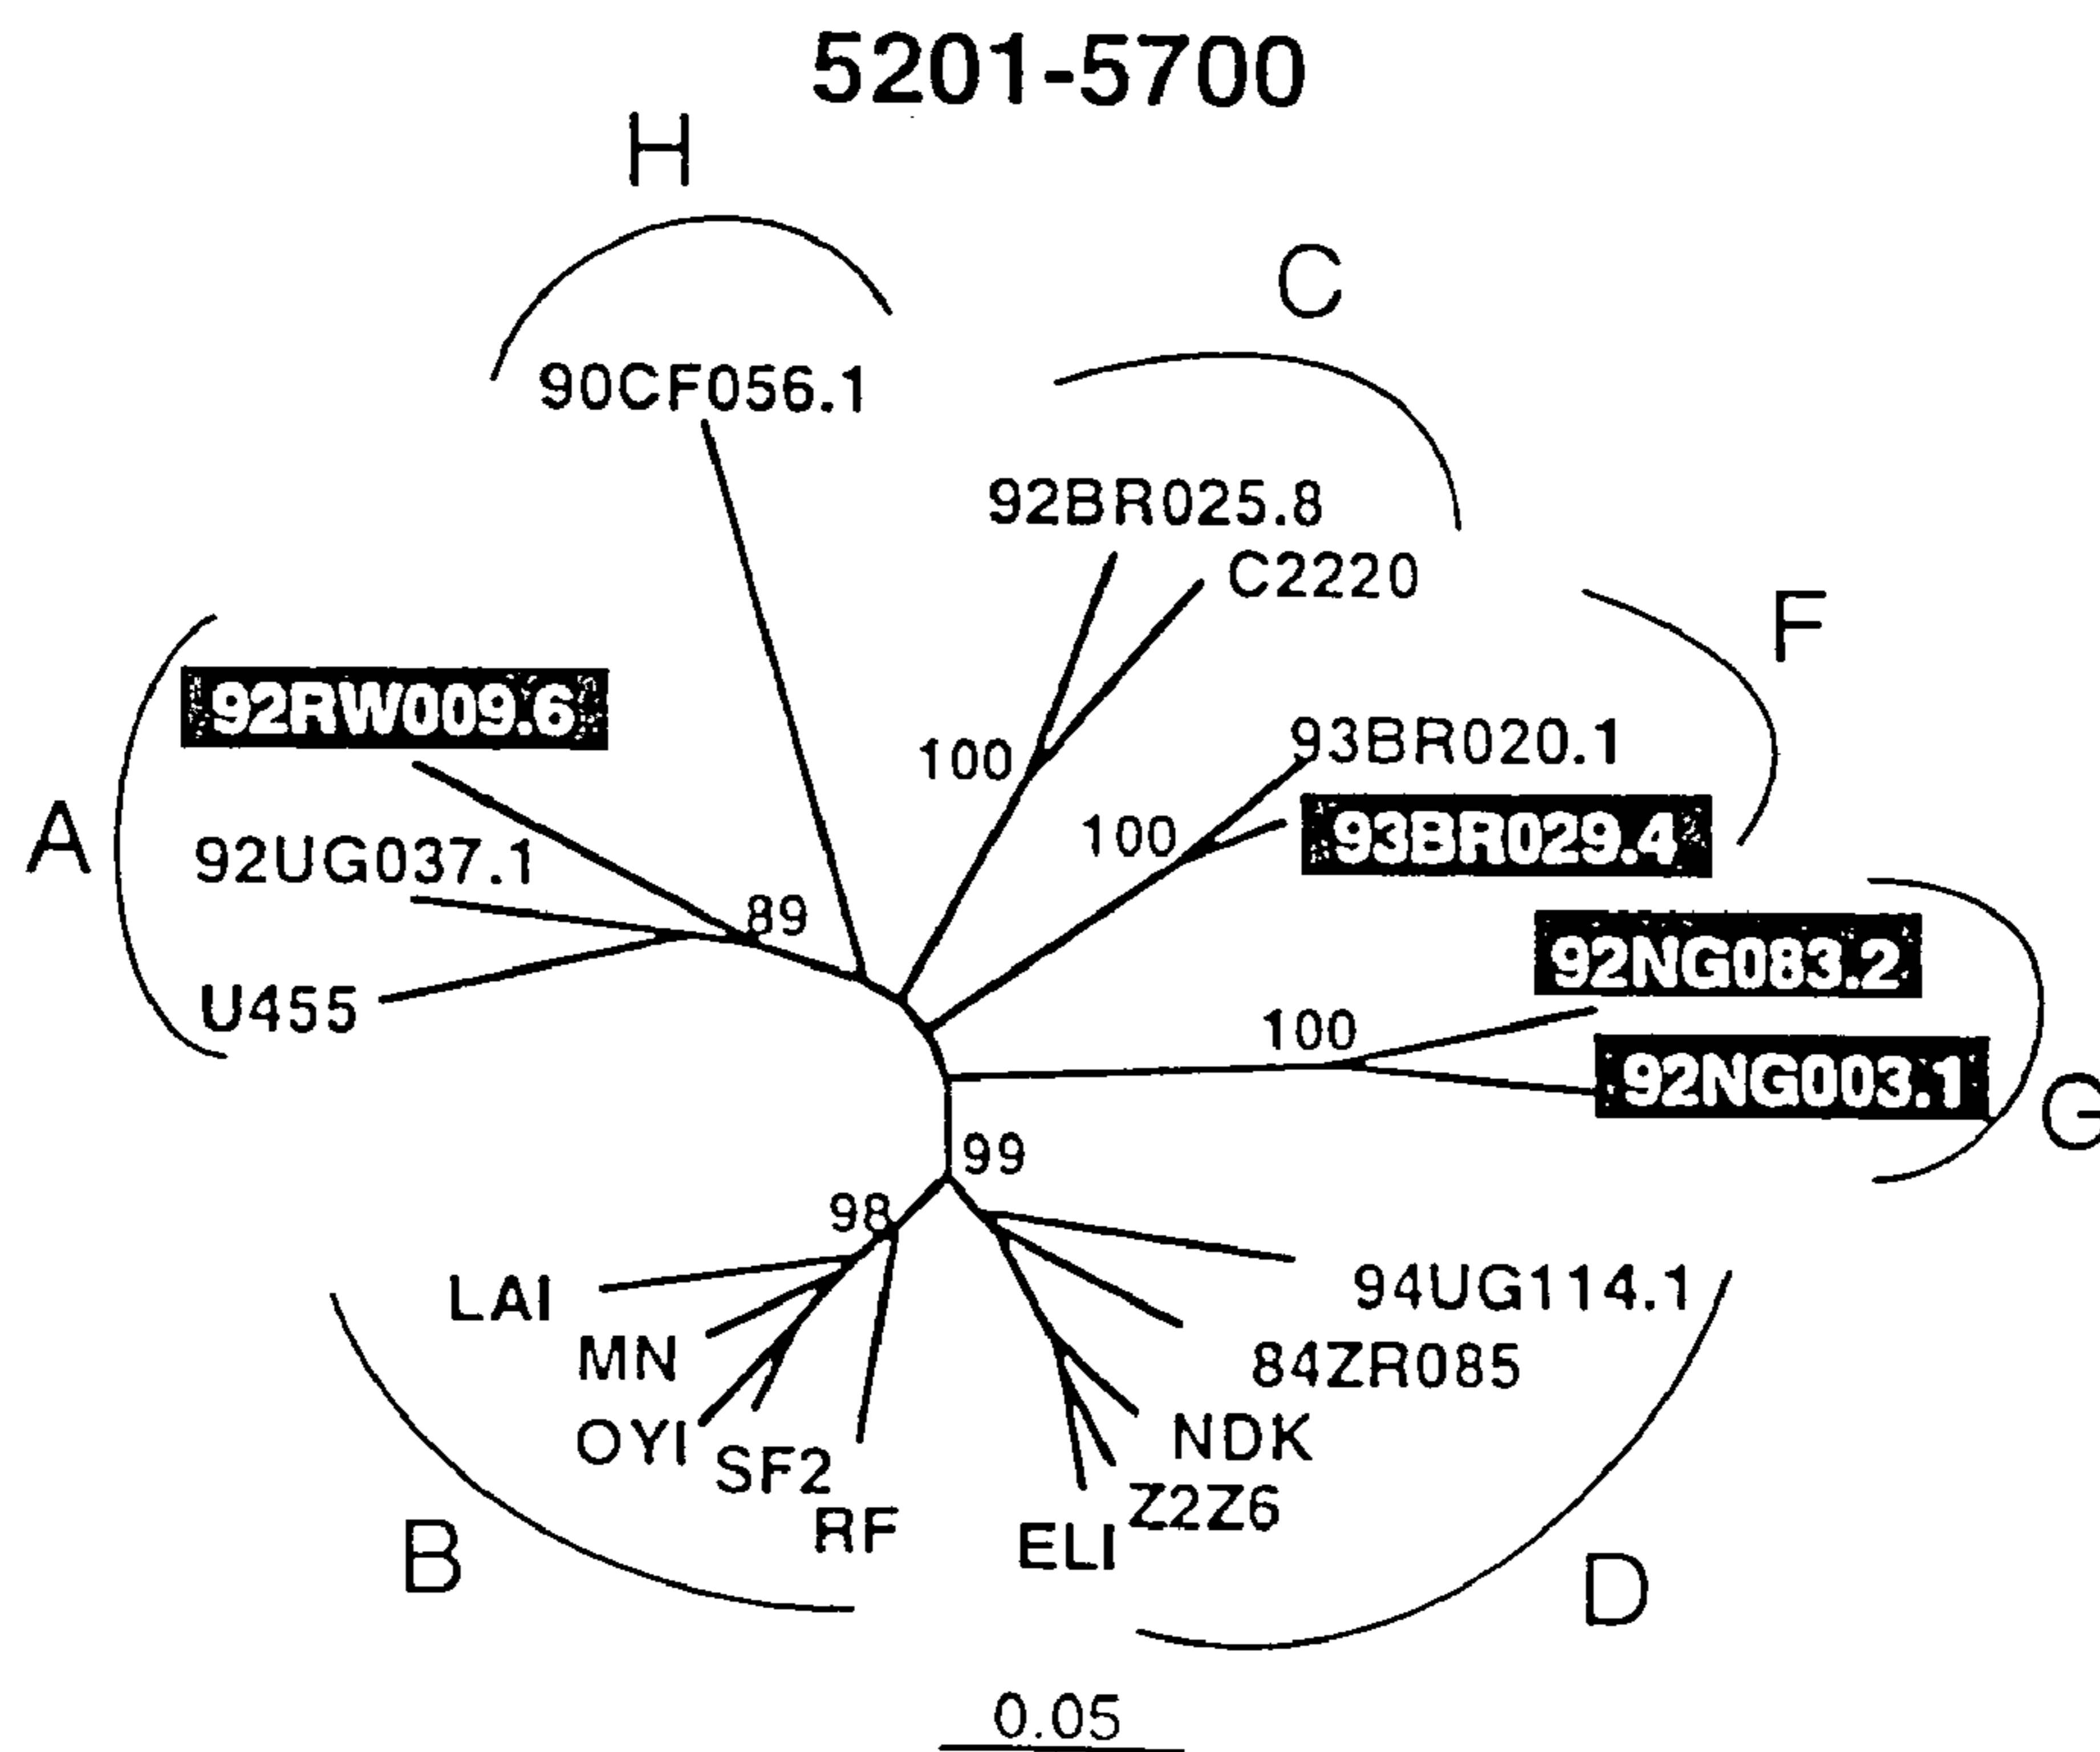 5201-5700
H
C
90CF056.1
92BR025.8
C2220
F
92RW009.6
93BR020.1
100
100
93BR029.4
A
92UG037.1
89
92NG083.2
U455
100
92NG003.1
G
99
98
LAI
94UG114.1
MN
84ZR085
OYI
SF2
NDK
Z2Z6
RF
ELI
B
D
0.05